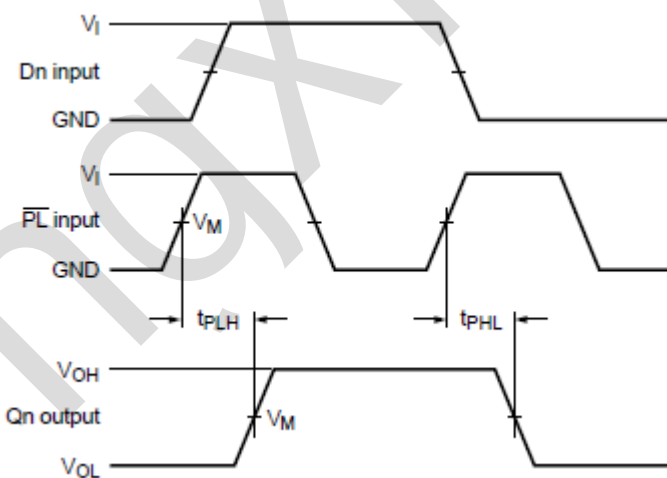 VI
Dn input
GND
VI
PL input
VM
GND
tPLH
tPHL
VOH
Qn output
VM
VOL